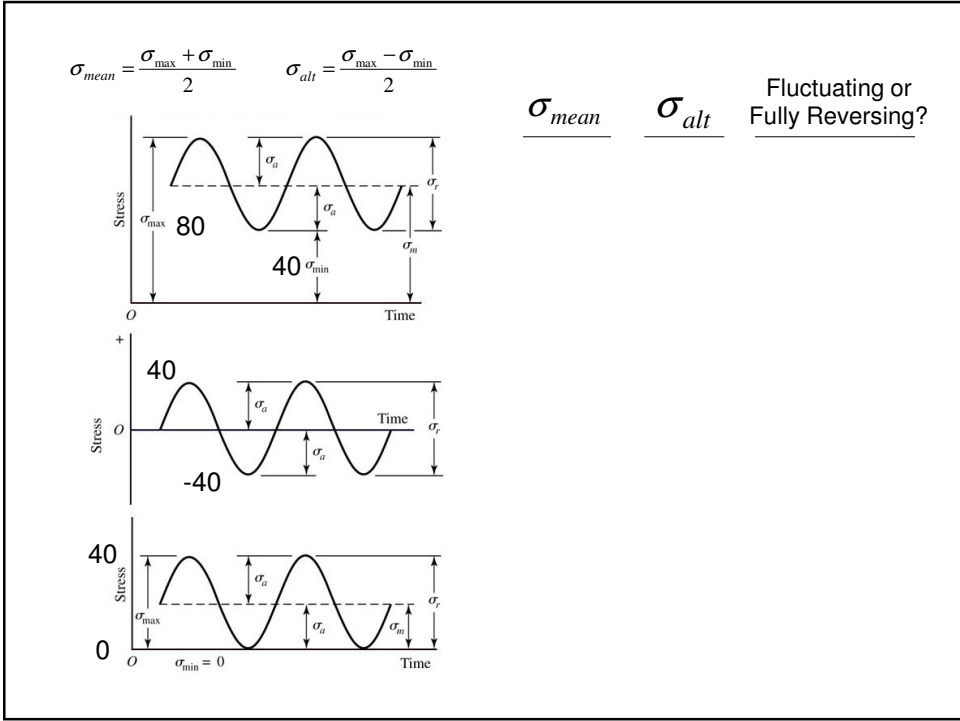 σmean = (σmax + σmin) / 2    σalt = (σmax − σmin) / 2
σmean    σalt    Fluctuating or
Fully Reversing?
Stress
σmax
80
40
σmin
σa
σa
σr
σm
O
Time
+
40
Stress
O
-40
σa
σa
Time
σr
40
Stress
σmax
0
O
σmin = 0
σa
σa
σm
σr
Time